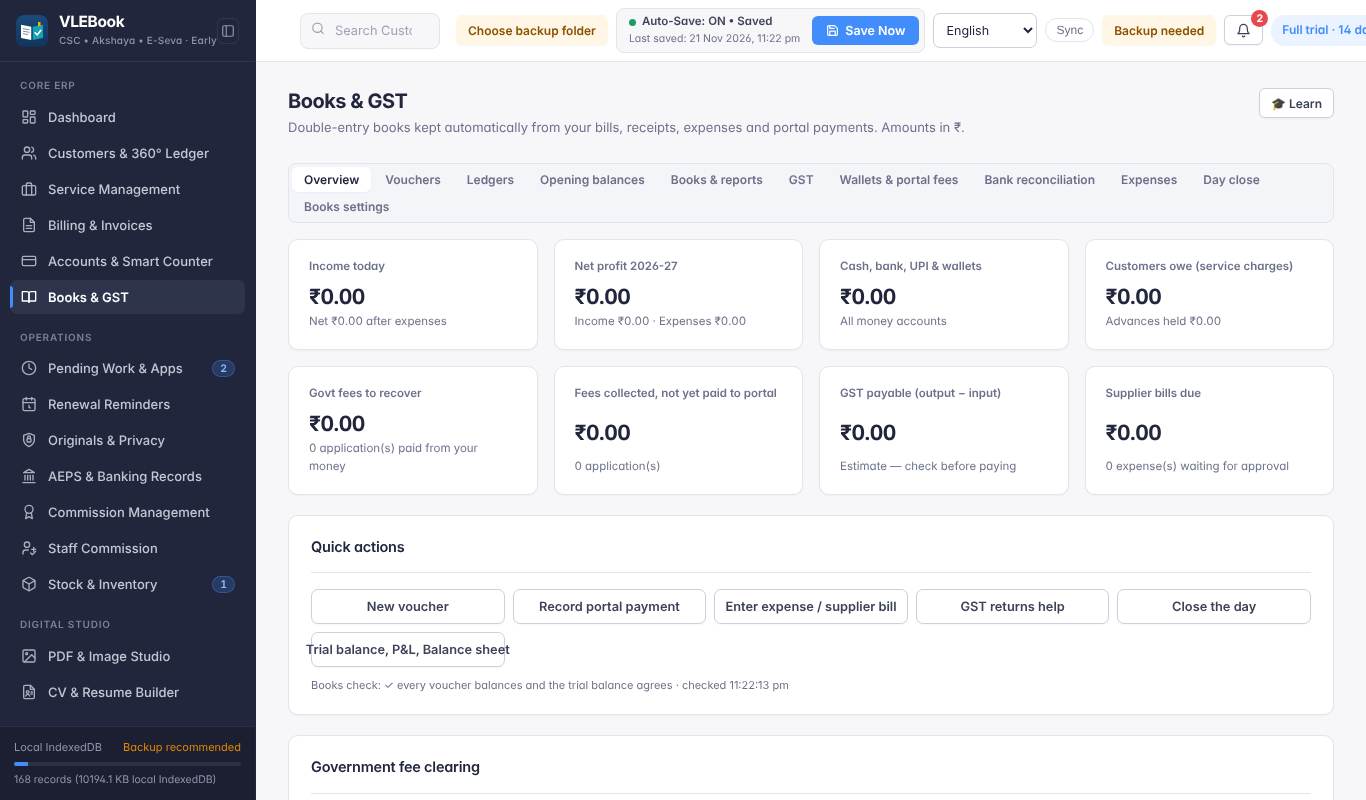 VLEBook
CSC • Akshaya • E-Seva · Early
CORE ERP
Dashboard
Customers & 360° Ledger
Service Management
Billing & Invoices
Accounts & Smart Counter
Books & GST
OPERATIONS
Pending Work & Apps 2
Renewal Reminders
Originals & Privacy
AEPS & Banking Records
Commission Management
Staff Commission
Stock & Inventory 1
DIGITAL STUDIO
PDF & Image Studio
CV & Resume Builder
Local IndexedDB Backup recommended
168 records (10194.1 KB local IndexedDB)
Search Custo
Choose backup folder
Auto-Save: ON • Saved
Last saved: 21 Nov 2026, 11:22 pm
Save Now
English
Sync
Backup needed
2
Full trial · 14 da
Books & GST
Double-entry books kept automatically from your bills, receipts, expenses and portal payments. Amounts in ₹.
🎓 Learn
Overview Vouchers Ledgers Opening balances Books & reports GST Wallets & portal fees Bank reconciliation Expenses Day close
Books settings
Income today
₹0.00
Net ₹0.00 after expenses
Net profit 2026-27
₹0.00
Income ₹0.00 · Expenses ₹0.00
Cash, bank, UPI & wallets
₹0.00
All money accounts
Customers owe (service charges)
₹0.00
Advances held ₹0.00
Govt fees to recover
₹0.00
0 application(s) paid from your
money
Fees collected, not yet paid to portal
₹0.00
0 application(s)
GST payable (output − input)
₹0.00
Estimate — check before paying
Supplier bills due
₹0.00
0 expense(s) waiting for approval
Quick actions
New voucher
Record portal payment
Enter expense / supplier bill
GST returns help
Close the day
Trial balance, P&L, Balance sheet
Books check: ✓ every voucher balances and the trial balance agrees · checked 11:22:13 pm
Government fee clearing